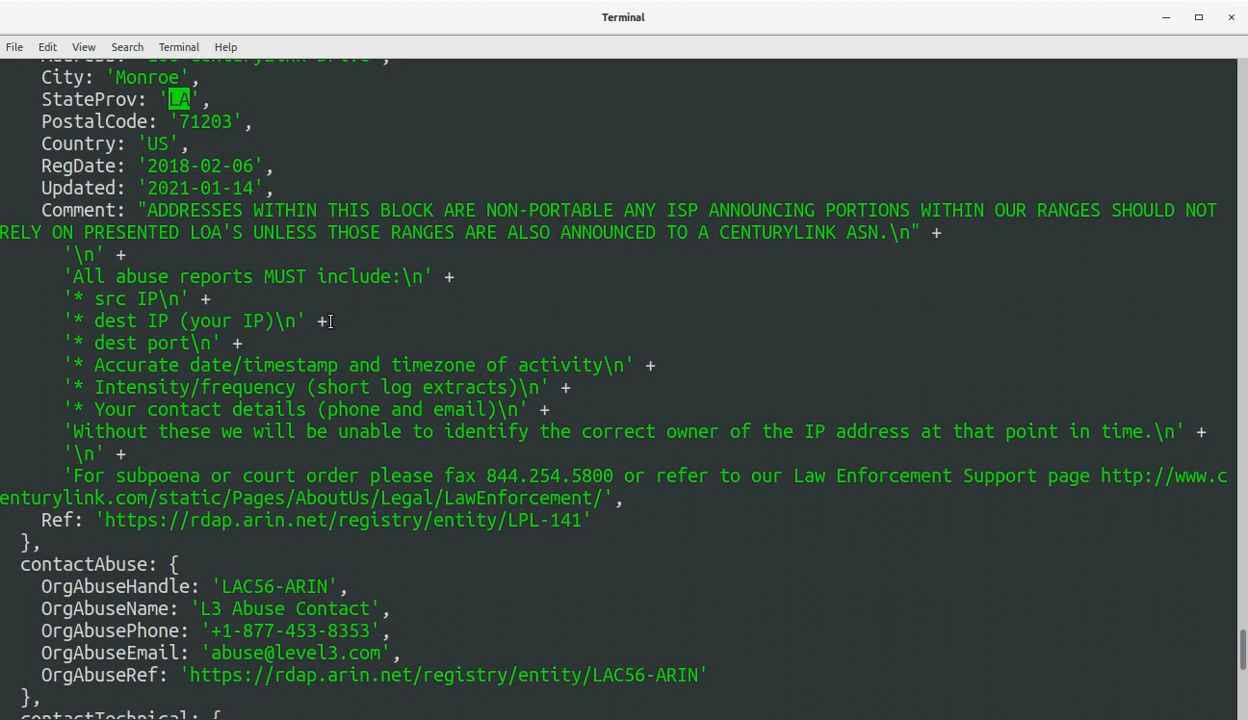 Terminal
File Edit View Search Terminal Help
City: 'Monroe',
StateProv: 'LA',
PostalCode: '71203',
Country: 'US',
RegDate: '2018-02-06',
Updated: '2021-01-14',
Comment: "ADDRESSES WITHIN THIS BLOCK ARE NON-PORTABLE ANY ISP ANNOUNCING PORTIONS WITHIN OUR RANGES SHOULD NOT
RELY ON PRESENTED LOA'S UNLESS THOSE RANGES ARE ALSO ANNOUNCED TO A CENTURYLINK ASN.\n" +
'\n' +
'All abuse reports MUST include:\n' +
'* src IP\n' +
'* dest IP (your IP)\n' +
'* dest port\n' +
'* Accurate date/timestamp and timezone of activity\n' +
'* Intensity/frequency (short log extracts)\n' +
'* Your contact details (phone and email)\n' +
'Without these we will be unable to identify the correct owner of the IP address at that point in time.\n' +
'\n' +
'For subpoena or court order please fax 844.254.5800 or refer to our Law Enforcement Support page http://www.c
enturylink.com/static/Pages/AboutUs/Legal/LawEnforcement/',
Ref: 'https://rdap.arin.net/registry/entity/LPL-141'
},
contactAbuse: {
OrgAbuseHandle: 'LAC56-ARIN',
OrgAbuseName: 'L3 Abuse Contact',
OrgAbusePhone: '+1-877-453-8353',
OrgAbuseEmail: 'abuse@level3.com',
OrgAbuseRef: 'https://rdap.arin.net/registry/entity/LAC56-ARIN'
},
contactTechnical: {